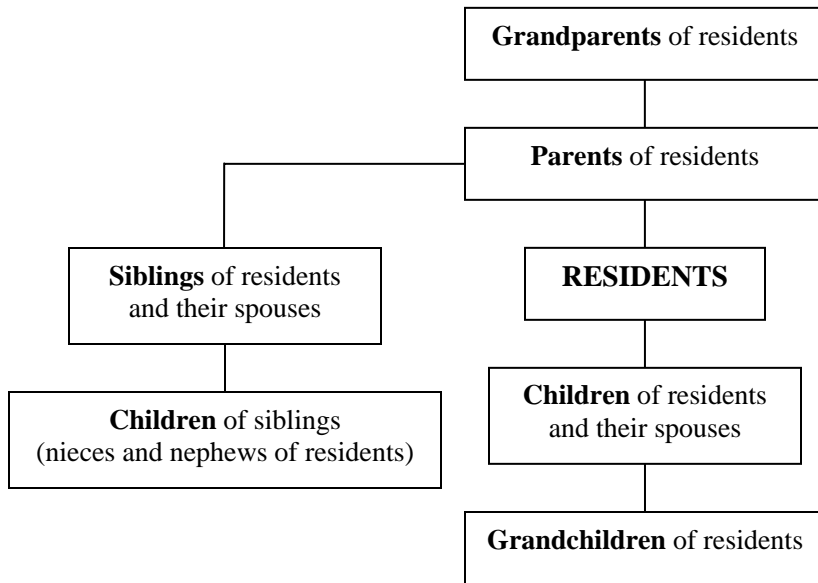 Grandparents of residents
Parents of residents
Siblings of residents
and their spouses
RESIDENTS
Children of siblings
(nieces and nephews of residents)
Children of residents
and their spouses
Grandchildren of residents